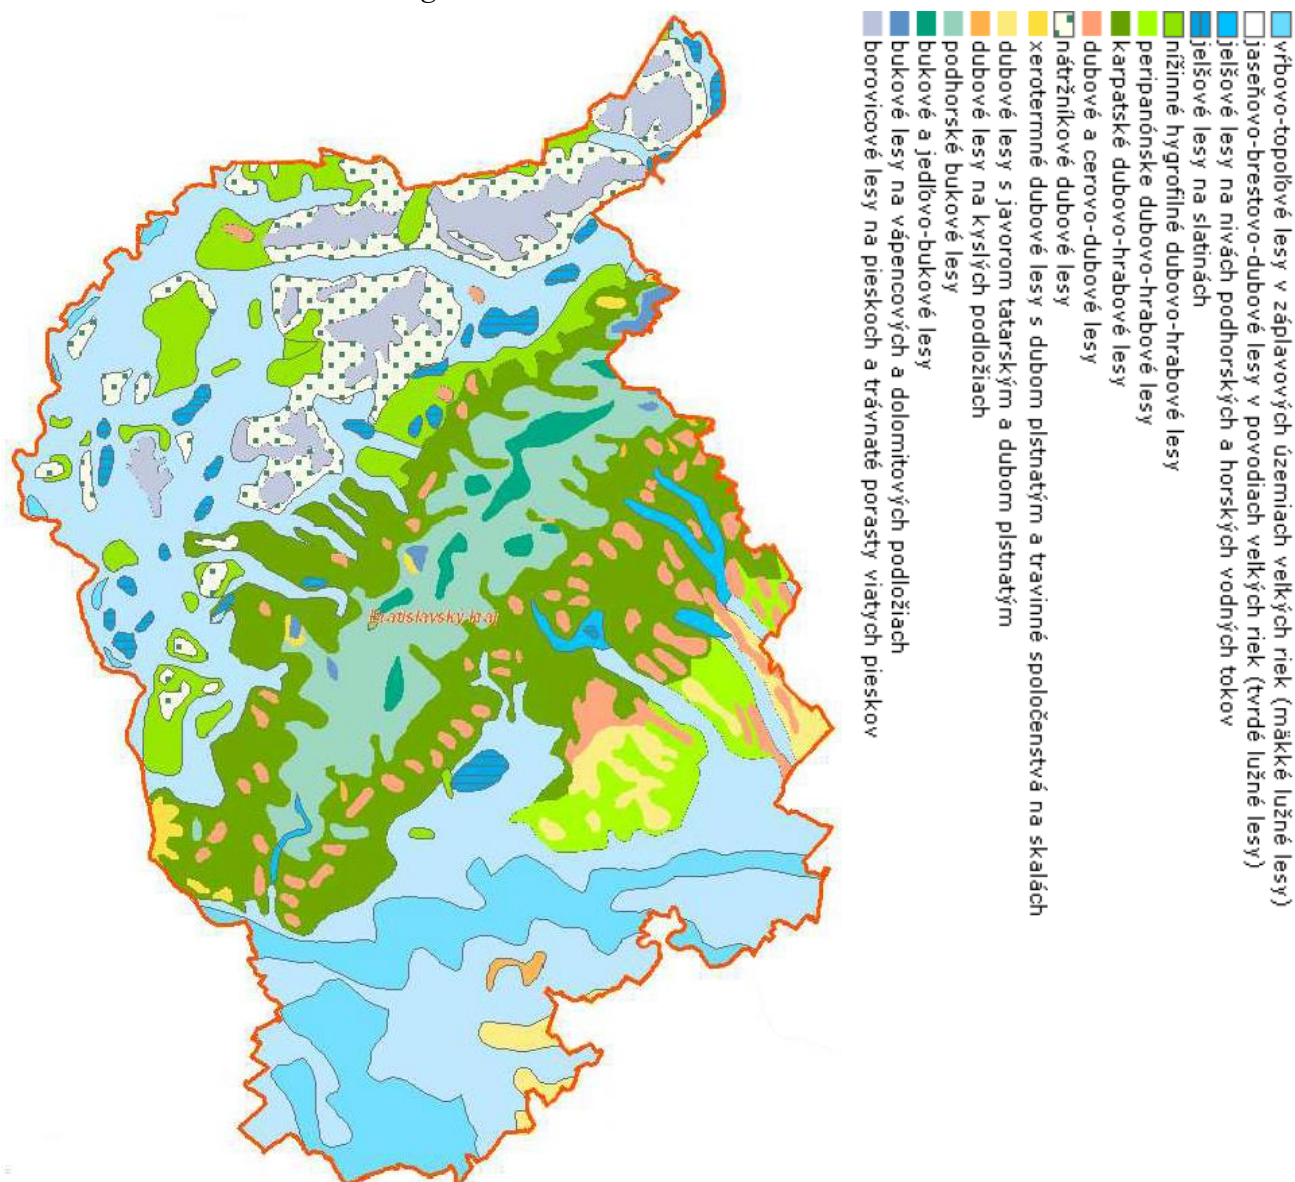 vŕbovo-topoľové lesy v záplavových územiach veľkých riek (mäkké lužné lesy)
jaseňovo-brestovo-dubové lesy v povodiach veľkých riek (tvrdé lužné lesy)
jelšové lesy na nivách podhorských a horských vodných tokov
jelšové lesy na slatinách
nížinné hygrofilné dubovo-hrabové lesy
peripanónske dubovo-hrabové lesy
karpatské dubovo-hrabové lesy
dubové a cerovo-dubové lesy
nátržníkové dubové lesy
xerotermné dubové lesy s dubom plstnatým a travinné spoločenstvá na skalách
dubové lesy s javorom tatarským a dubom plstnatým
dubové lesy na kyslých podložiach
podhorské bukové lesy
bukové a jedľovo-bukové lesy
bukové lesy na vápencových a dolomitových podložiach
borovicové lesy na pieskoch a trávnaté porasty viatych pieskov
Bratislavský kraj